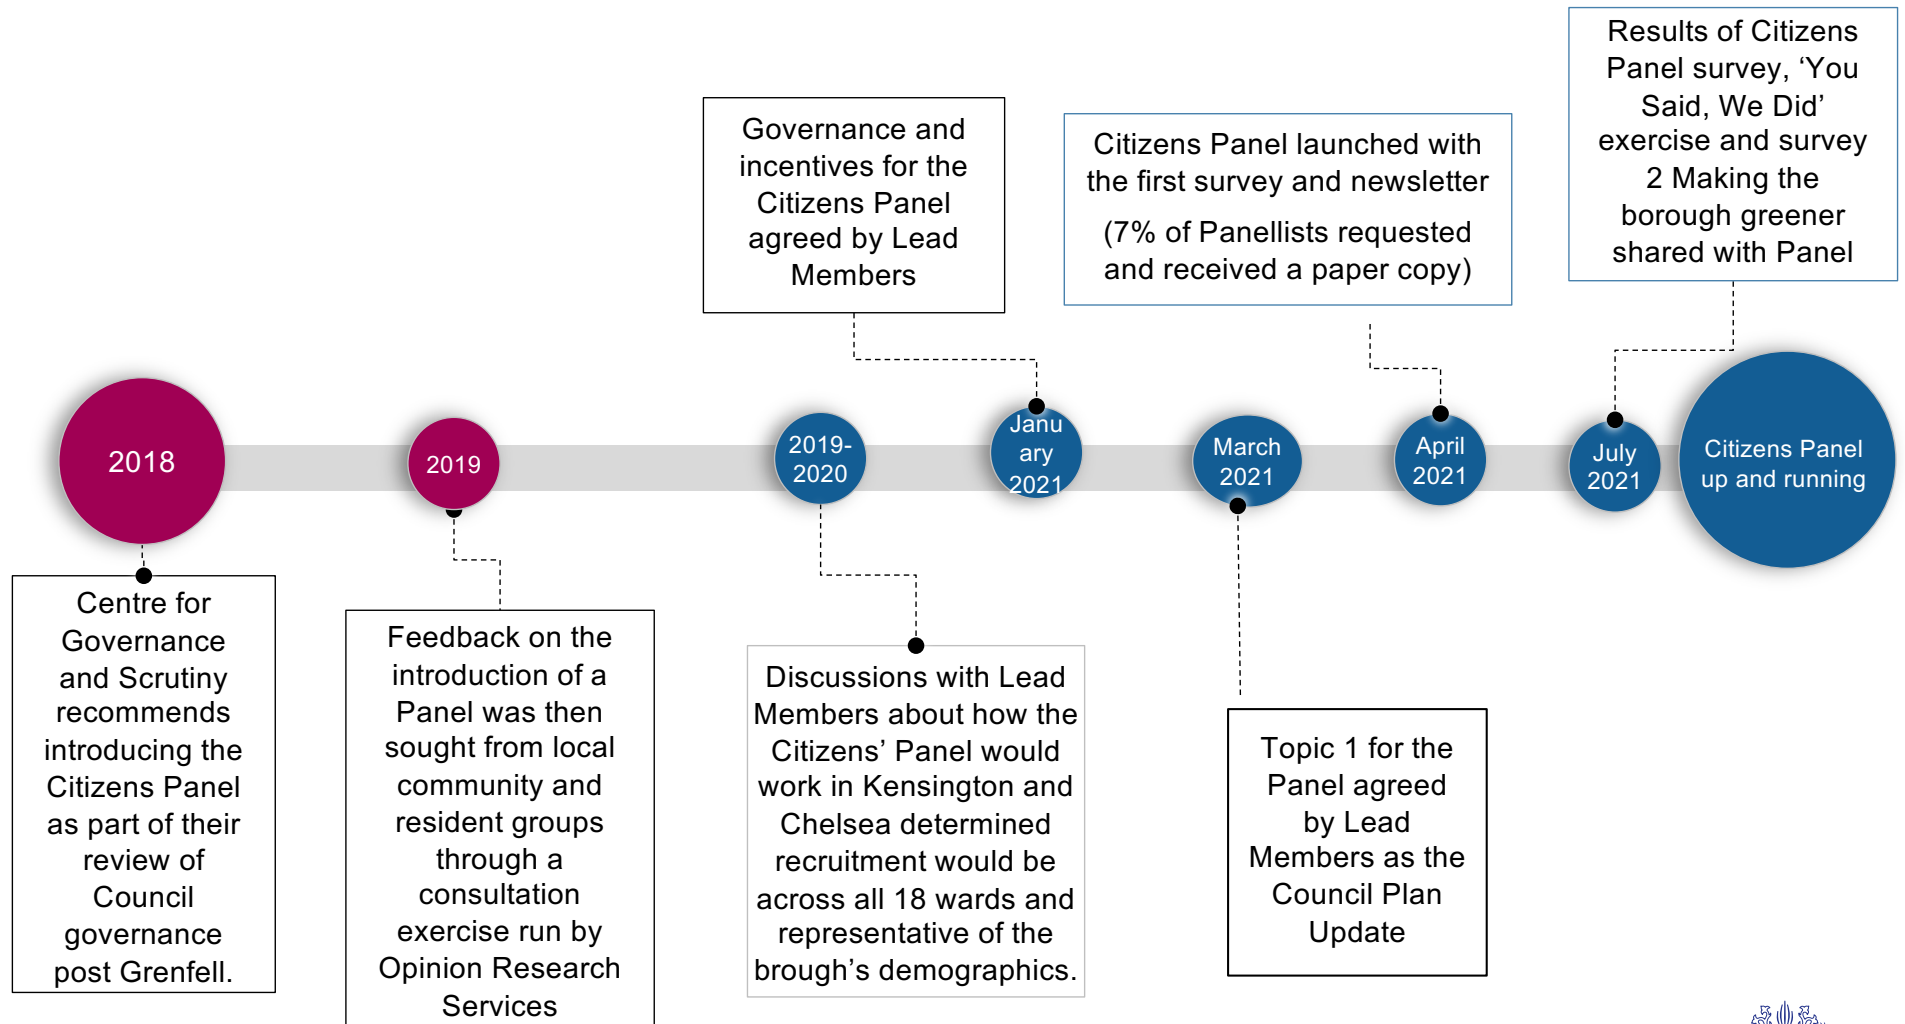 Results of Citizens
Panel survey, ‘You
Said, We Did’
exercise and survey
2 Making the
borough greener
shared with Panel
Governance and
incentives for the
Citizens Panel
agreed by Lead
Members
Citizens Panel launched with
the first survey and newsletter
(7% of Panellists requested
and received a paper copy)
2018
2019
2019-
2020
Janu
ary
2021
March
2021
April
2021
July
2021
Citizens Panel
up and running
Centre for
Governance
and Scrutiny
recommends
introducing the
Citizens Panel
as part of their
review of
Council
governance
post Grenfell.
Feedback on the
introduction of a
Panel was then
sought from local
community and
resident groups
through a
consultation
exercise run by
Opinion Research
Services
Discussions with Lead
Members about how the
Citizens’ Panel would
work in Kensington and
Chelsea determined
recruitment would be
across all 18 wards and
representative of the
brough’s demographics.
Topic 1 for the
Panel agreed
by Lead
Members as the
Council Plan
Update